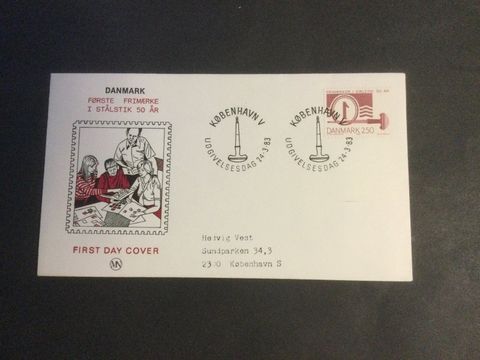 DANMARK
FØRSTE FRIMÆRKE
I STÅLSTIK 50 ÅR
FIRST DAY COVER
KØBENHAVN V
UDGIVELSESDAG 24.3.83
KØBENHAVN V
UDGIVELSESDAG 24.3.83
DANMARK 250
Helvig Vest
Sundparken 34,3
2300 København S